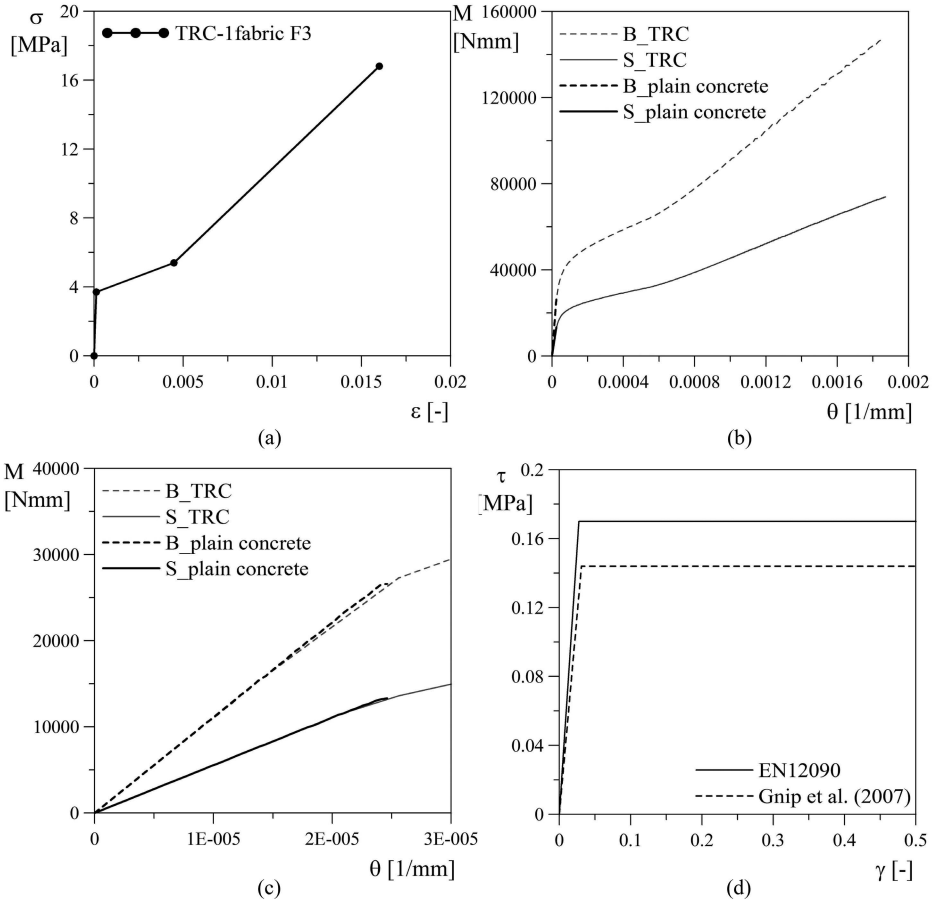 σ
[MPa]
20
16
12
8
4
0
TRC-1fabric F3
0 0.005 0.01 0.015 0.02
ε [-]
(a)
M
[Nmm]
160000
120000
80000
40000
0
B_TRC
S_TRC
B_plain concrete
S_plain concrete
0 0.0004 0.0008 0.0012 0.0016 0.002
θ [1/mm]
(b)
M
[Nmm]
40000
30000
20000
10000
0
B_TRC
S_TRC
B_plain concrete
S_plain concrete
0 1E-005 2E-005 3E-005
θ [1/mm]
(c)
τ
[MPa]
0.2
0.16
0.12
0.08
0.04
0
EN12090
Gnip et al. (2007)
0 0.1 0.2 0.3 0.4 0.5
γ [-]
(d)